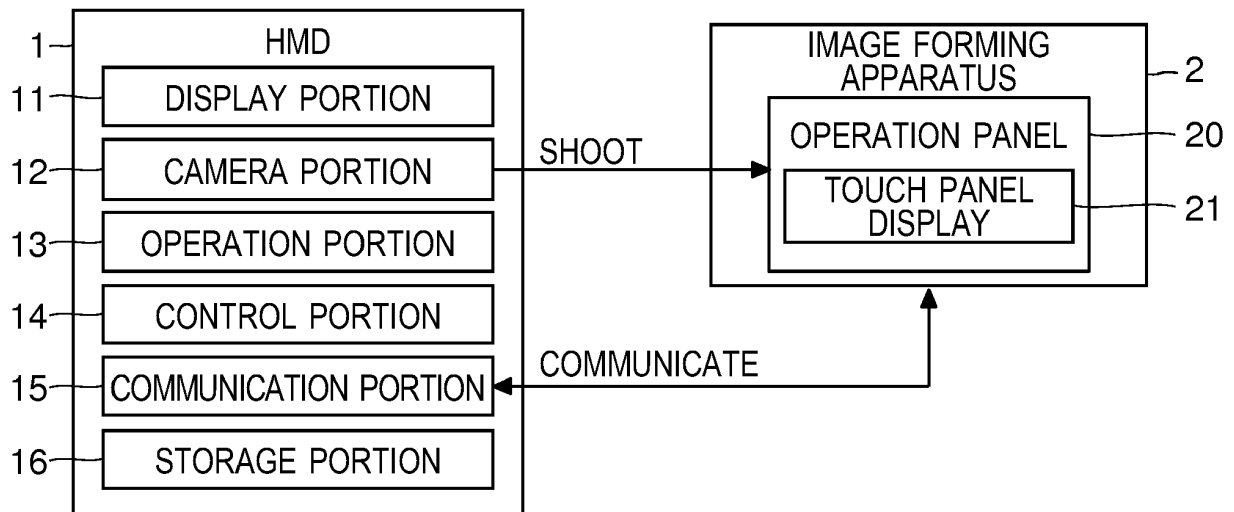 1
HMD
11
DISPLAY PORTION
12
CAMERA PORTION
13
OPERATION PORTION
14
CONTROL PORTION
15
COMMUNICATION PORTION
16
STORAGE PORTION
SHOOT
COMMUNICATE
IMAGE FORMING
APPARATUS
2
OPERATION PANEL
20
TOUCH PANEL
DISPLAY
21